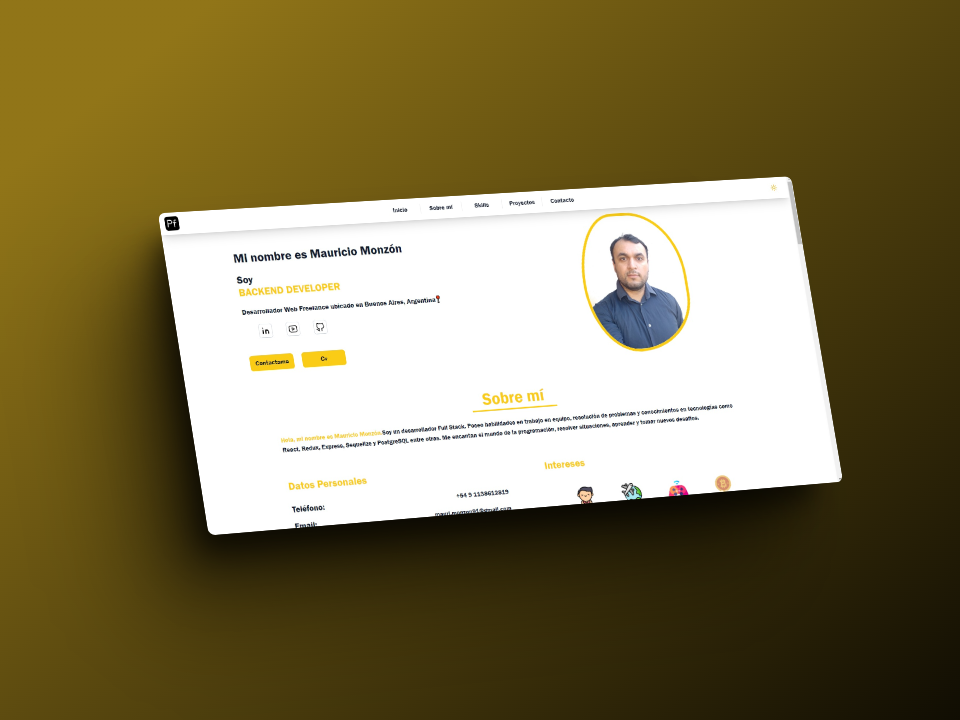 Pf
Inicio
Sobre mí
Skills
Proyectos
Contacto
Mi nombre es Mauricio Monzón
Soy
BACKEND DEVELOPER
Desarrollador Web Freelance ubicado en Buenos Aires, Argentina
in
Contactame
Cv
Sobre mí
Hola, mi nombre es Mauricio Monzón Soy un desarrollador Full Stack. Poseo habilidades en trabajo en equipo, resolución de problemas y conocimientos en tecnologías como
React, Redux, Express, Sequelize y PostgreSQL entre otras. Me encantan el mundo de la programación, resolver situaciones, aprender y tomar nuevos desafíos.
Datos Personales
Intereses
Teléfono:
+54 9 1138612819
Email: